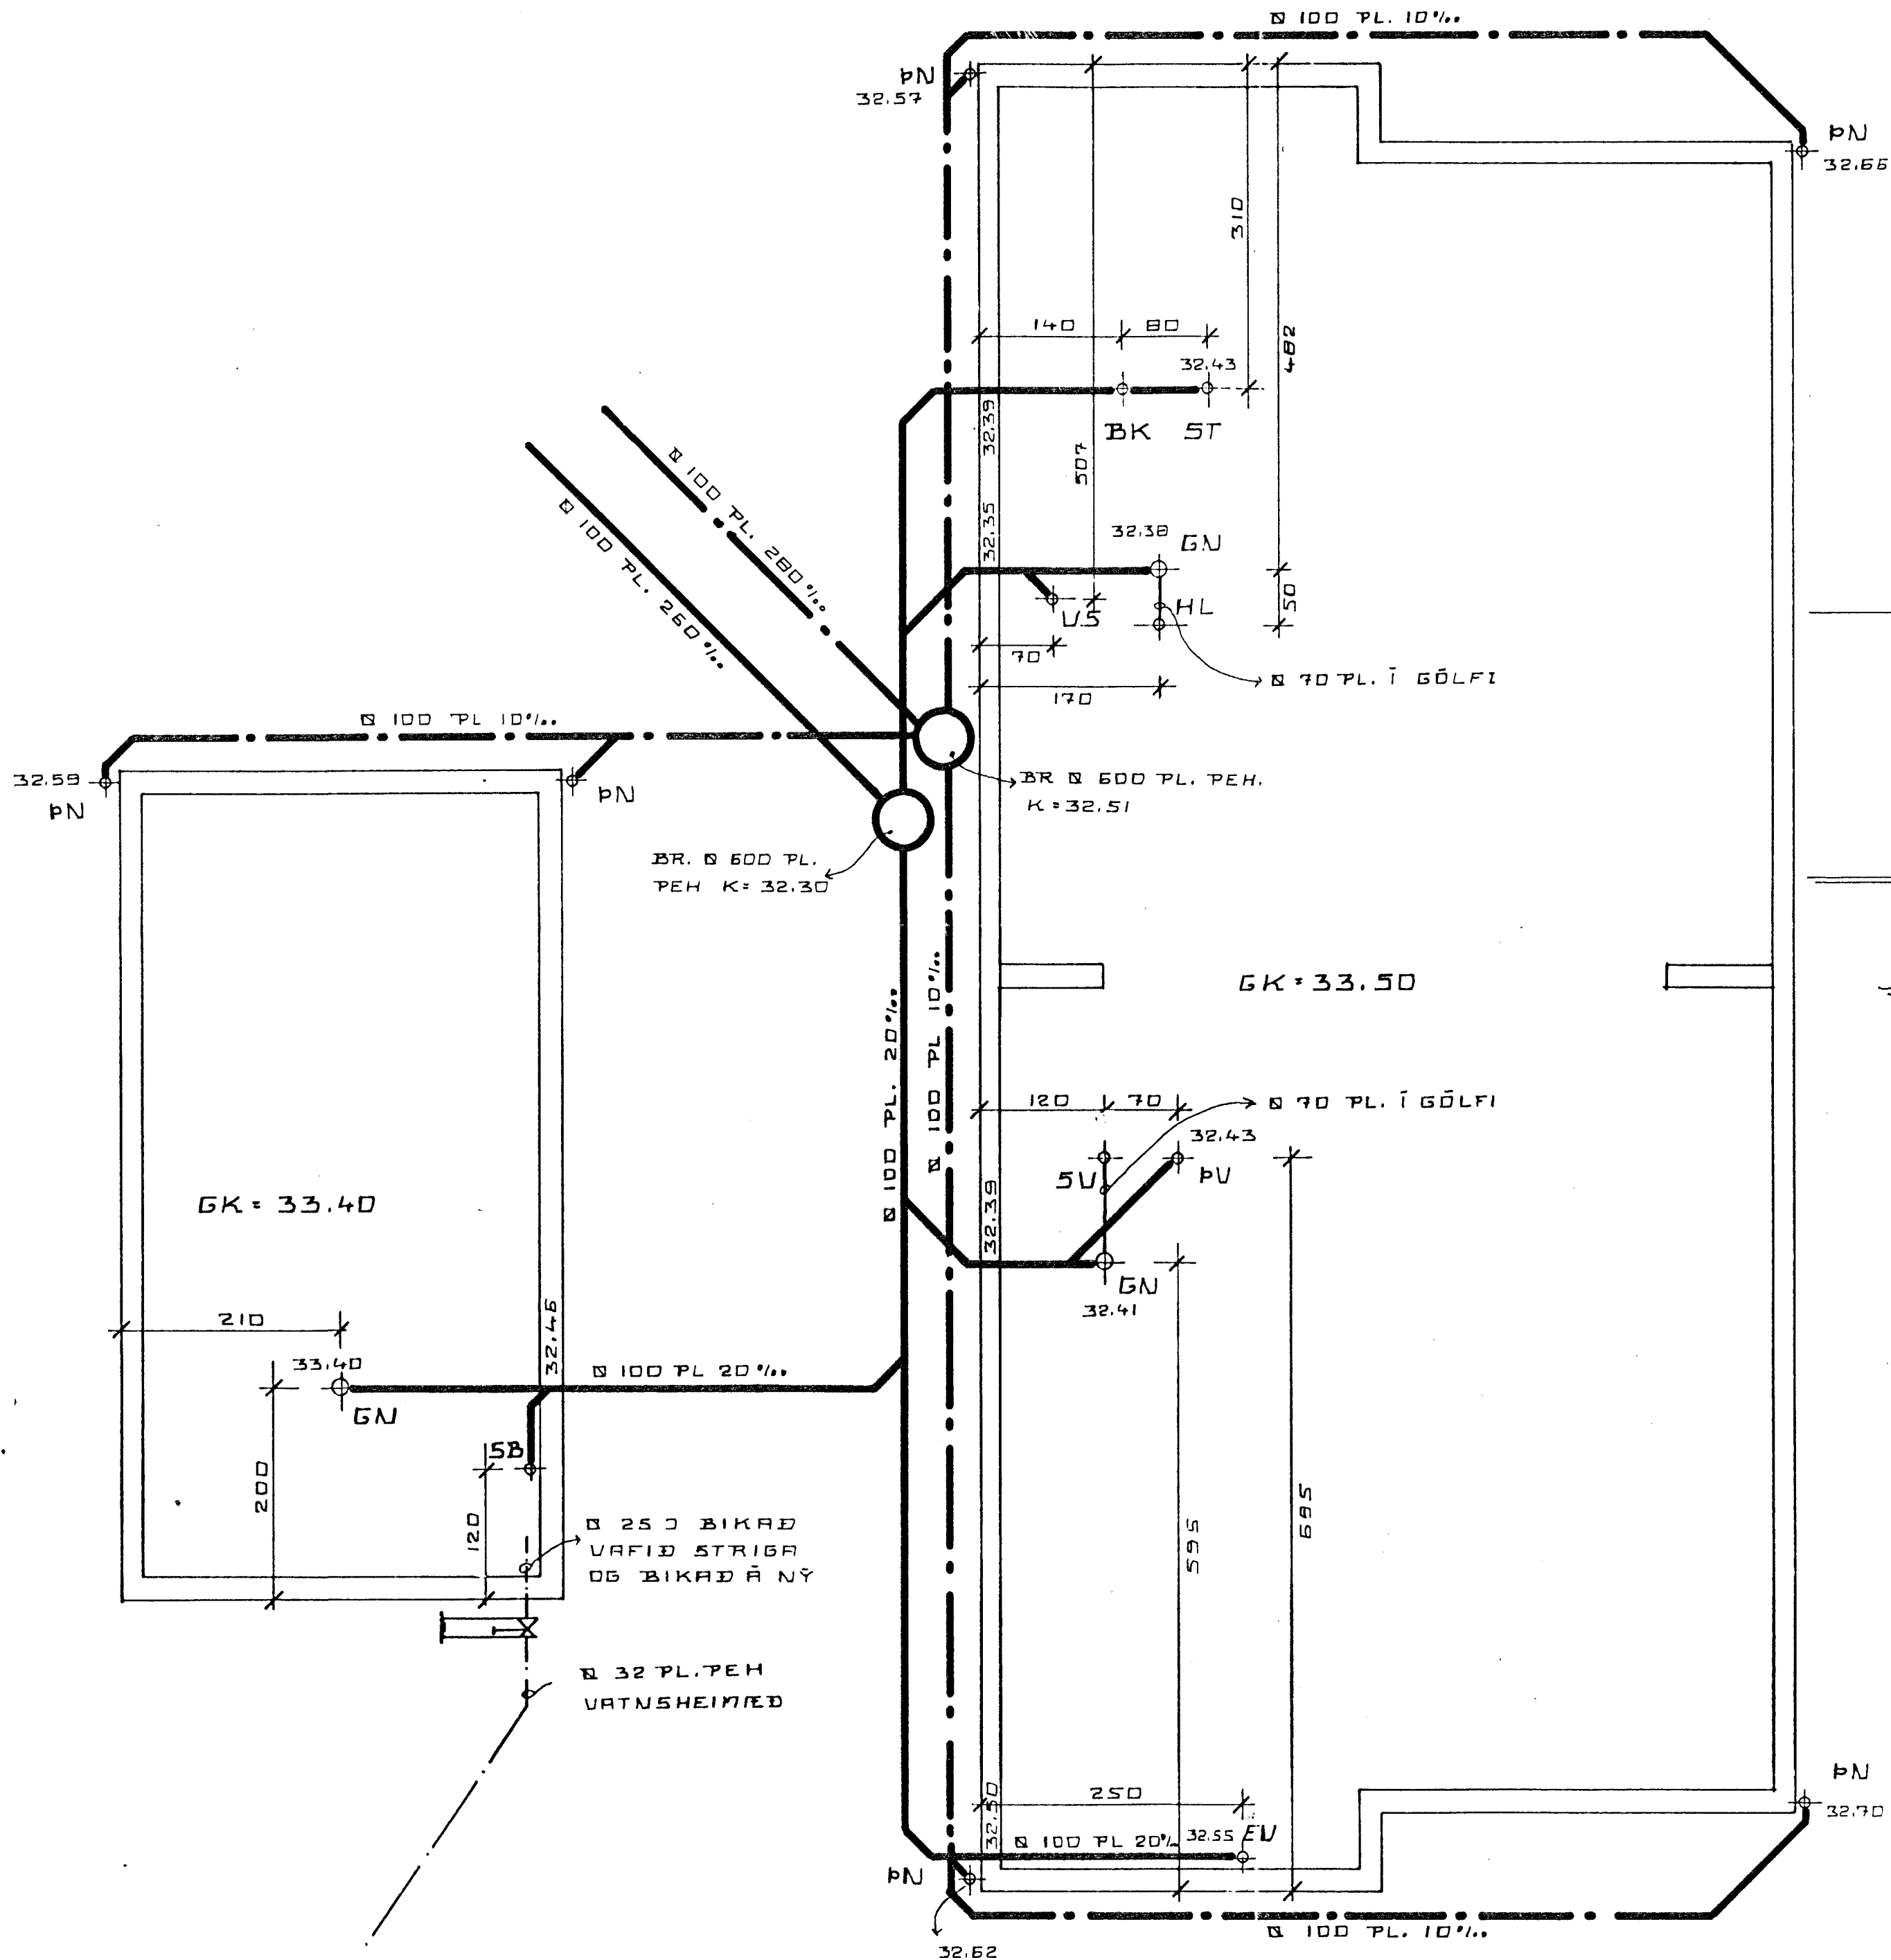 ⌀ 100 PL. 10‰
ÞN
32.57
ÞN
32.66
310
482
140
80
32.43
32.39
BK ST
507
⌀ 100 PL. 280‰
⌀ 100 PL. 260‰
32.35
32.38
GN
50
VS
HL
70
⌀ 70 PL. Í GÓLFI
170
⌀ 100 PL 10‰
32.59
ÞN
ÞN
BR ⌀ 600 PL. PEH.
K=32.51
BR. ⌀ 600 PL.
PEH K= 32.30
⌀ 100 PL. 20‰
⌀ 100 PL 10‰
GK=33.50
120
70
⌀ 70 PL. Í GÓLFI
32.43
SV
ÞV
GK= 33.40
32.39
GN
32.41
210
32.46
33.40
⌀ 100 PL 20‰
GN
SB
200
120
⌀ 25 BIKAÐ
VAFIÐ STRIGA
OG BIKAÐ Á NÝ
595
695
⌀ 32 PL. PEH
VATNSHEIMÆÐ
250
32.50
⌀ 100 PL 20‰
32.55 EV
ÞN
32.70
ÞN
32.62
⌀ 100 PL. 10‰